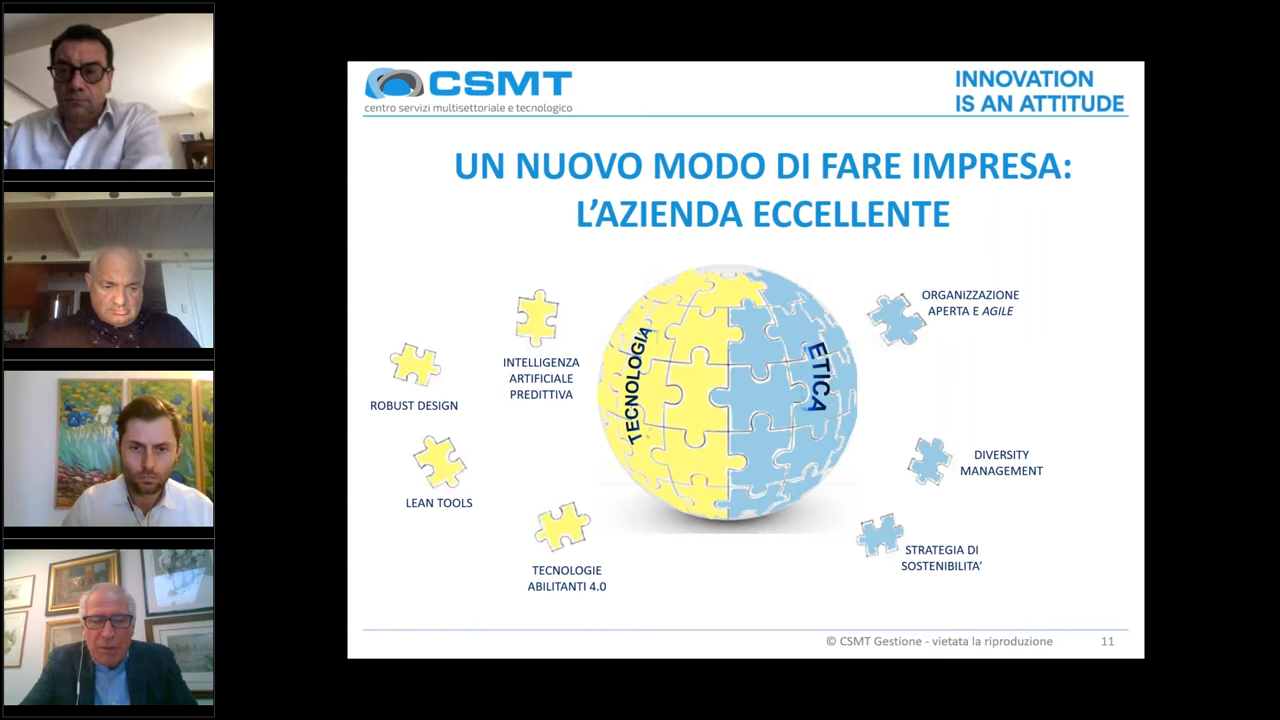 CSMT
centro servizi multisettoriale e tecnologico
INNOVATION
IS AN ATTITUDE
UN NUOVO MODO DI FARE IMPRESA:
L’AZIENDA ECCELLENTE
ROBUST DESIGN
INTELLIGENZA
ARTIFICIALE
PREDITTIVA
LEAN TOOLS
TECNOLOGIE
ABILITANTI 4.0
TECNOLOGIA
ETICA
ORGANIZZAZIONE
APERTA E AGILE
DIVERSITY
MANAGEMENT
STRATEGIA DI
SOSTENIBILITA’
© CSMT Gestione - vietata la riproduzione
11